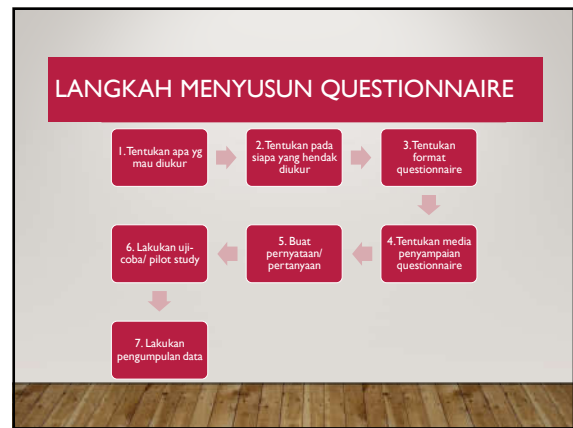 LANGKAH MENYUSUN QUESTIONNAIRE
1. Tentukan apa yg
mau diukur
2. Tentukan pada
siapa yang hendak
diukur
3. Tentukan
format
questionnaire
4. Tentukan media
penyampaian
questionnaire
5. Buat
pernyataan/
pertanyaan
6. Lakukan uji-
coba/ pilot study
7. Lakukan
pengumpulan data